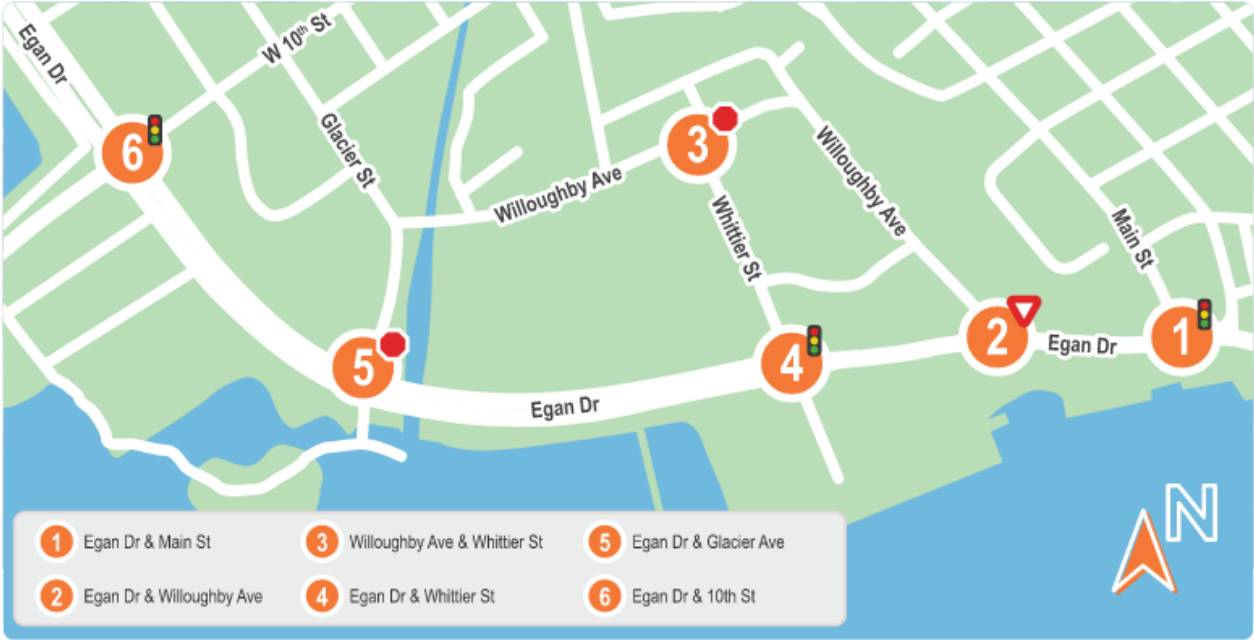 Egan Dr
W 10th St
Glacier St
6
3
Willoughby Ave
Willoughby Ave
Whittier St
Main St
5
4
2
Egan Dr
1
Egan Dr
N
1 Egan Dr & Main St
3 Willoughby Ave & Whittier St
5 Egan Dr & Glacier Ave
2 Egan Dr & Willoughby Ave
4 Egan Dr & Whittier St
6 Egan Dr & 10th St